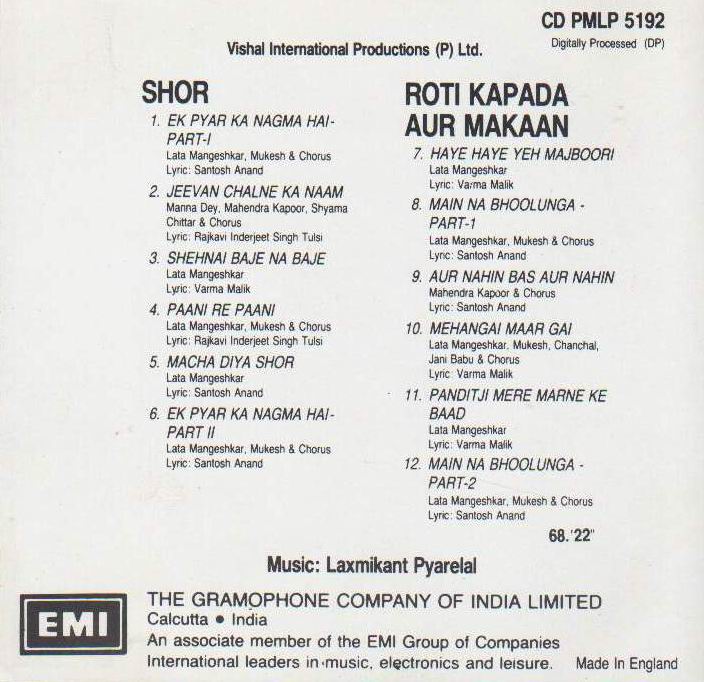 CD PMLP 5192
Digitally Processed (DP)
Vishal International Productions (P) Ltd.
SHOR
1. EK PYAR KA NAGMA HAI-
PART-I
Lata Mangeshkar, Mukesh & Chorus
Lyric: Santosh Anand
2. JEEVAN CHALNE KA NAAM
Manna Dey, Mahendra Kapoor, Shyama
Chittar & Chorus
Lyric: Rajkavi Inderjeet Singh Tulsi
3. SHEHNAI BAJE NA BAJE
Lata Mangeshkar
Lyric: Varma Malik
4. PAANI RE PAANI
Lata Mangeshkar, Mukesh & Chorus
Lyric: Rajkavi Inderjeet Singh Tulsi
5. MACHA DIYA SHOR
Lata Mangeshkar
Lyric: Santosh Anand
6. EK PYAR KA NAGMA HAI-
PART II
Lata Mangeshkar, Mukesh & Chorus
Lyric: Santosh Anand
ROTI KAPADA
AUR MAKAAN
7. HAYE HAYE YEH MAJBOORI
Lata Mangeshkar
Lyric: Varma Malik
8. MAIN NA BHOOLUNGA -
PART-1
Lata Mangeshkar, Mukesh & Chorus
Lyric: Santosh Anand
9. AUR NAHIN BAS AUR NAHIN
Mahendra Kapoor & Chorus
Lyric: Santosh Anand
10. MEHANGAI MAAR GAI
Lata Mangeshkar, Mukesh, Chanchal,
Jani Babu & Chorus
Lyric: Varma Malik
11. PANDITJI MERE MARNE KE
BAAD
Lata Mangeshkar
Lyric: Varma Malik
12. MAIN NA BHOOLUNGA -
PART-2
Lata Mangeshkar, Mukesh & Chorus
Lyric: Santosh Anand
68.'22"
Music: Laxmikant Pyarelal
EMI
THE GRAMOPHONE COMPANY OF INDIA LIMITED
Calcutta ● India
An associate member of the EMI Group of Companies
International leaders in music, electronics and leisure. Made In England